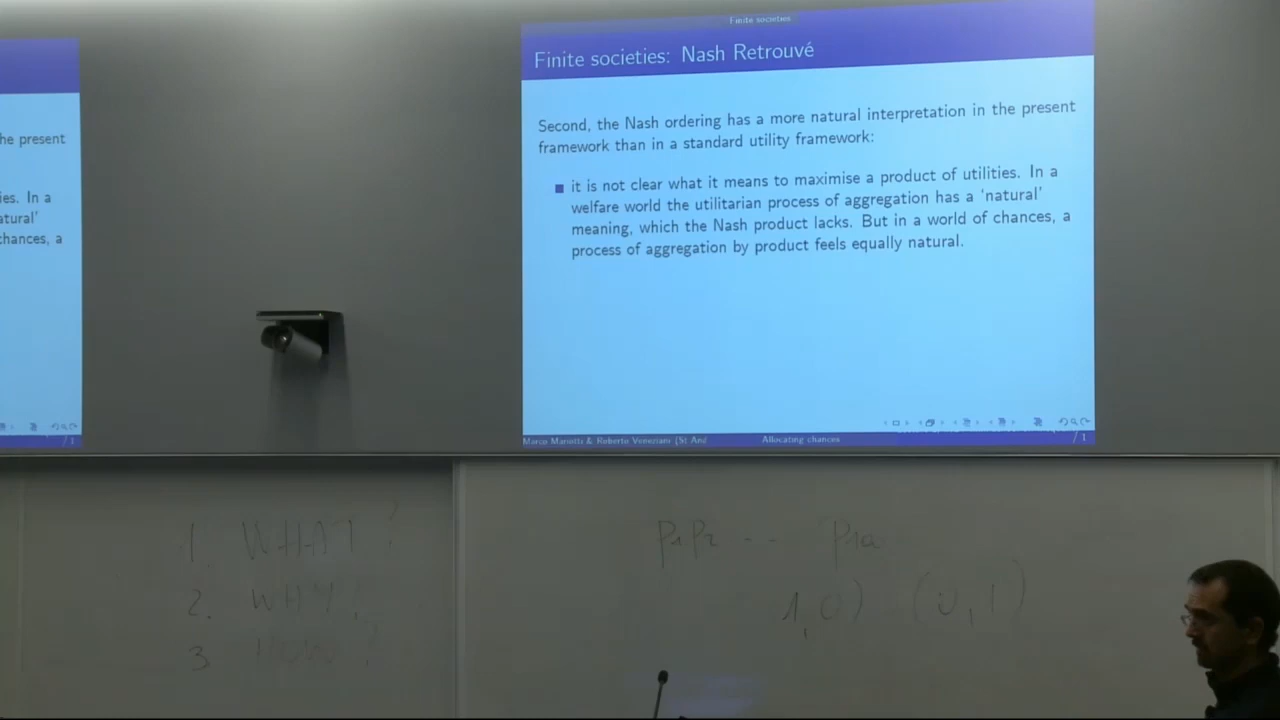 he present
ies. In a
atural'
chances, a
/ 1
Finite societies
Finite societies: Nash Retrouvé
Second, the Nash ordering has a more natural interpretation in the present
framework than in a standard utility framework:
it is not clear what it means to maximise a product of utilities. In a
welfare world the utilitarian process of aggregation has a ‘natural’
meaning, which the Nash product lacks. But in a world of chances, a
process of aggregation by product feels equally natural.
Marco Mariotti & Roberto Veneziani (St And
Allocating chances
/ 1
1. WHAT?
2. WHY?
3 HOW?
P1P2 -- P10
1,0) (0,1)